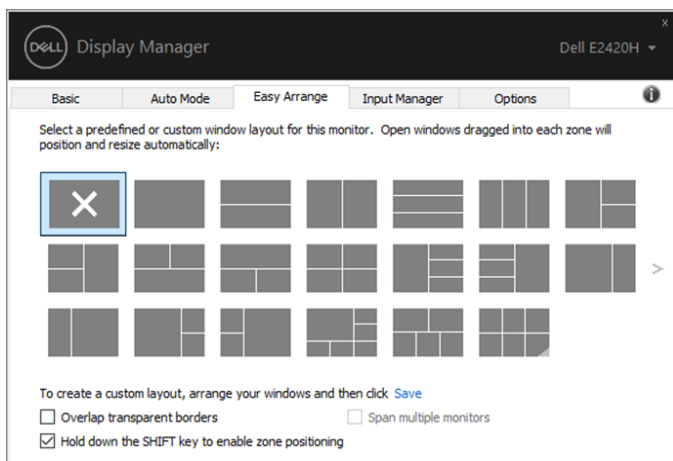 x
DELL Display Manager
Dell E2420H
Basic Auto Mode Easy Arrange Input Manager Options
Select a predefined or custom window layout for this monitor. Open windows dragged into each zone will
position and resize automatically:
>
To create a custom layout, arrange your windows and then click Save
Overlap transparent borders Span multiple monitors
Hold down the SHIFT key to enable zone positioning